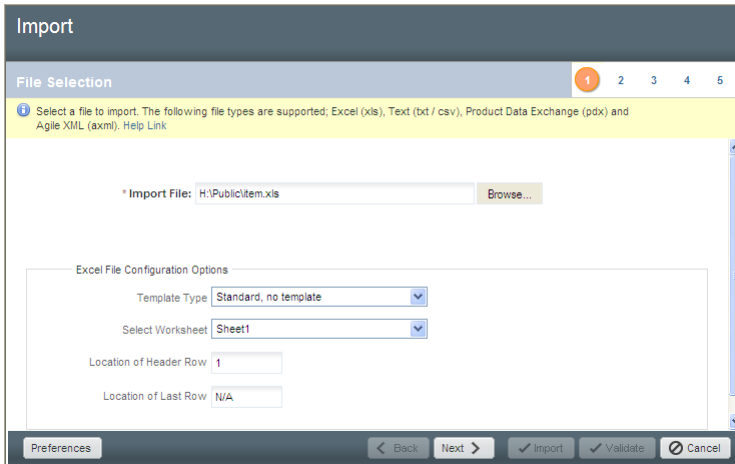 Import
File Selection
1 2 3 4 5
Select a file to import. The following file types are supported; Excel (xls), Text (txt / csv), Product Data Exchange (pdx) and
Agile XML (axml). Help Link
* Import File: H:\Public\item.xls Browse...
Excel File Configuration Options
Template Type Standard, no template
Select Worksheet Sheet1
Location of Header Row 1
Location of Last Row N/A
Preferences Back Next Import Validate Cancel